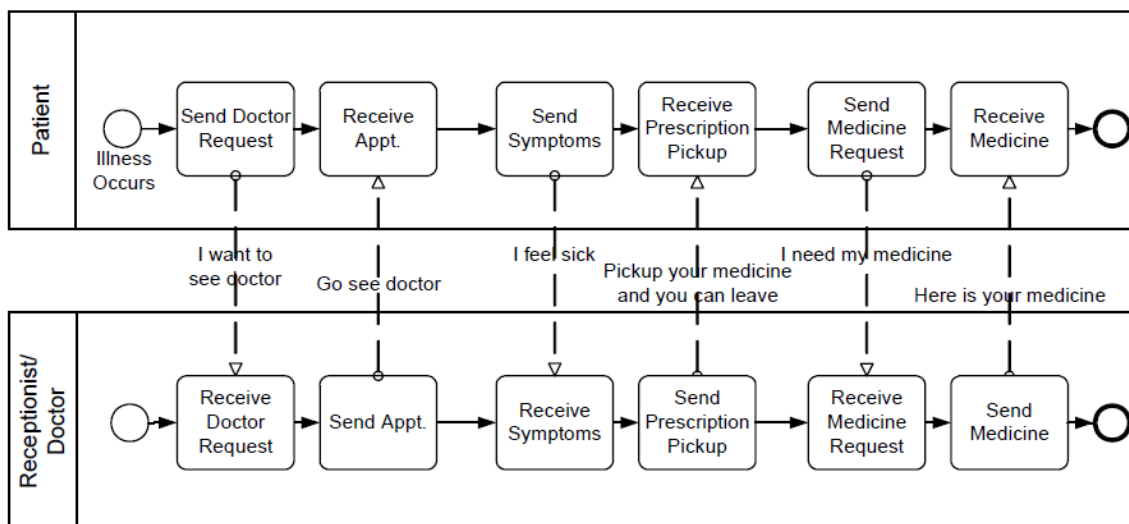 Patient
Illness
Occurs
Send Doctor
Request
Receive
Appt.
Send
Symptoms
Receive
Prescription
Pickup
Send
Medicine
Request
Receive
Medicine
I want to
see doctor
Go see doctor
I feel sick
Pickup your medicine
and you can leave
I need my medicine
Here is your medicine
Receptionist/
Doctor
Receive
Doctor
Request
Send Appt.
Receive
Symptoms
Send
Prescription
Pickup
Receive
Medicine
Request
Send
Medicine